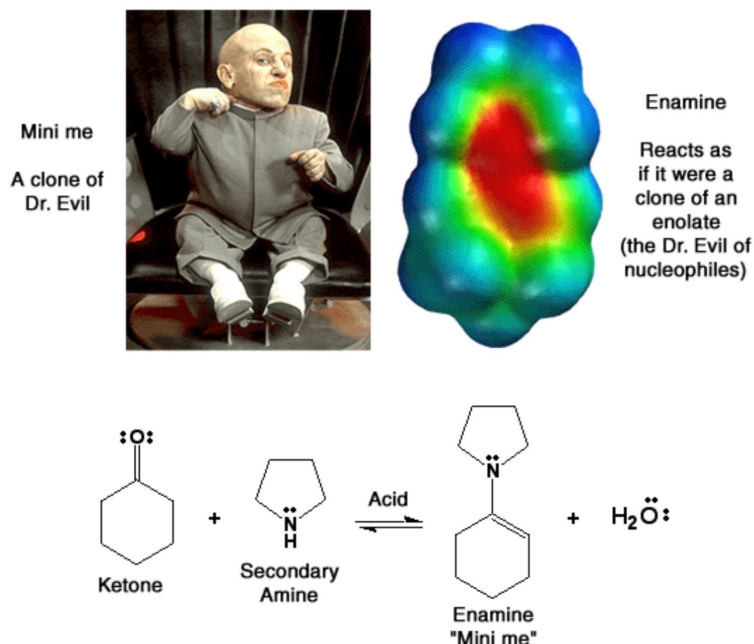 Mini me
A clone of
Dr. Evil
Enamine
Reacts as
if it were a
clone of an
enolate
(the Dr. Evil of
nucleophiles)
:O:
+
N
H
Acid
N
+
H2O:
Ketone
Secondary
Amine
Enamine
"Mini me"